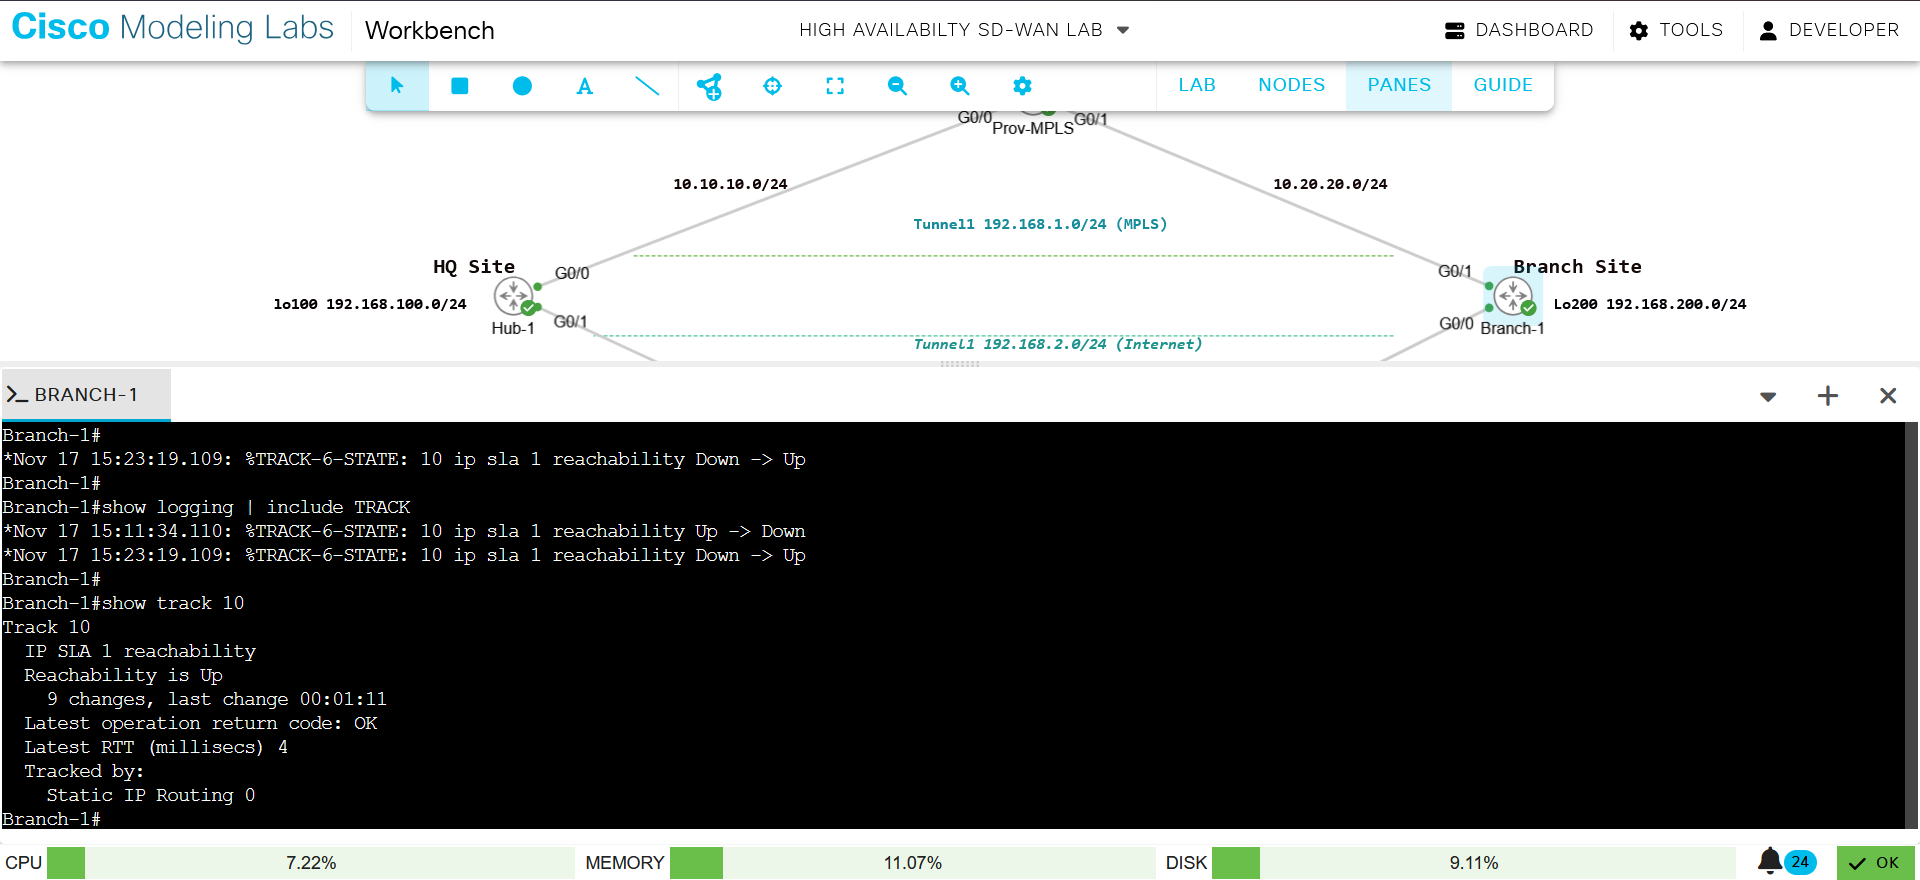 Cisco Modeling Labs Workbench HIGH AVAILABILTY SD-WAN LAB DASHBOARD TOOLS DEVELOPER
A LAB NODES PANES GUIDE
G0/0 Prov-MPLS G0/1
10.10.10.0/24 10.20.20.0/24
Tunnel1 192.168.1.0/24 (MPLS)
HQ Site G0/0 G0/1 Branch Site
lo100 192.168.100.0/24 Lo200 192.168.200.0/24
Hub-1 G0/1 G0/0 Branch-1
Tunnel1 192.168.2.0/24 (Internet)
BRANCH-1
Branch-1#
*Nov 17 15:23:19.109: %TRACK-6-STATE: 10 ip sla 1 reachability Down -> Up
Branch-1#
Branch-1#show logging | include TRACK
*Nov 17 15:11:34.110: %TRACK-6-STATE: 10 ip sla 1 reachability Up -> Down
*Nov 17 15:23:19.109: %TRACK-6-STATE: 10 ip sla 1 reachability Down -> Up
Branch-1#
Branch-1#show track 10
Track 10
IP SLA 1 reachability
Reachability is Up
9 changes, last change 00:01:11
Latest operation return code: OK
Latest RTT (millisecs) 4
Tracked by:
Static IP Routing 0
Branch-1#
CPU 7.22% MEMORY 11.07% DISK 9.11% 24 OK